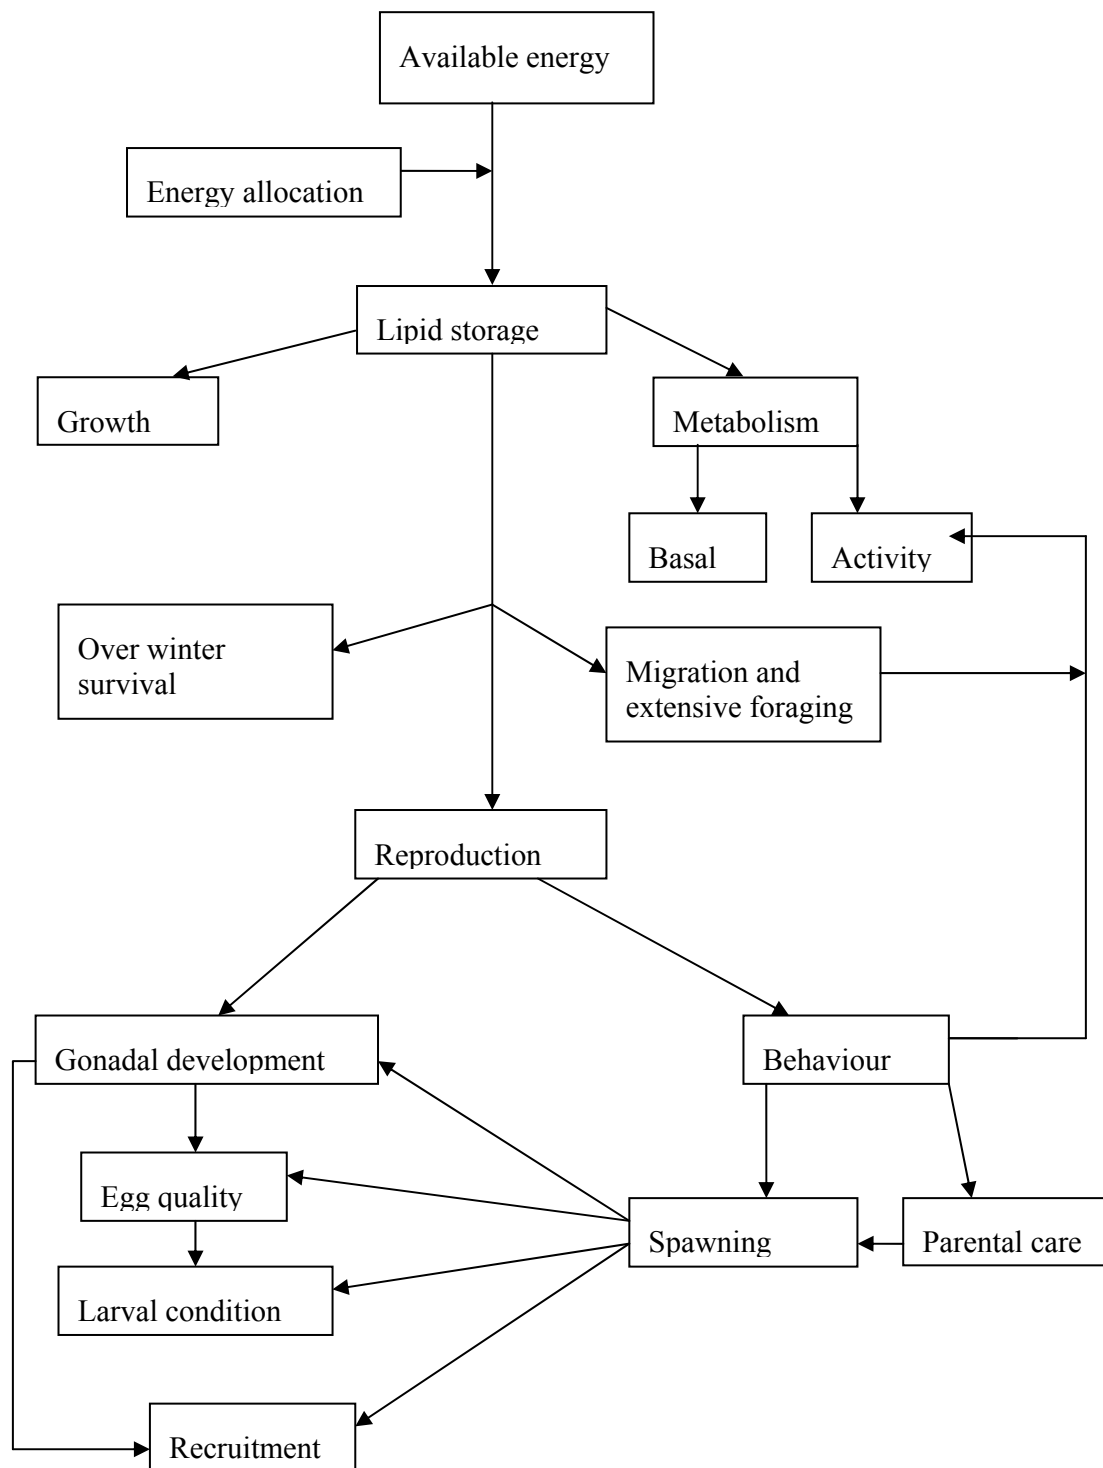 Available energy
Energy allocation
Lipid storage
Growth
Metabolism
Basal
Activity
Over winter
survival
Migration and
extensive foraging
Reproduction
Gonadal development
Behaviour
Egg quality
Spawning
Parental care
Larval condition
Recruitment